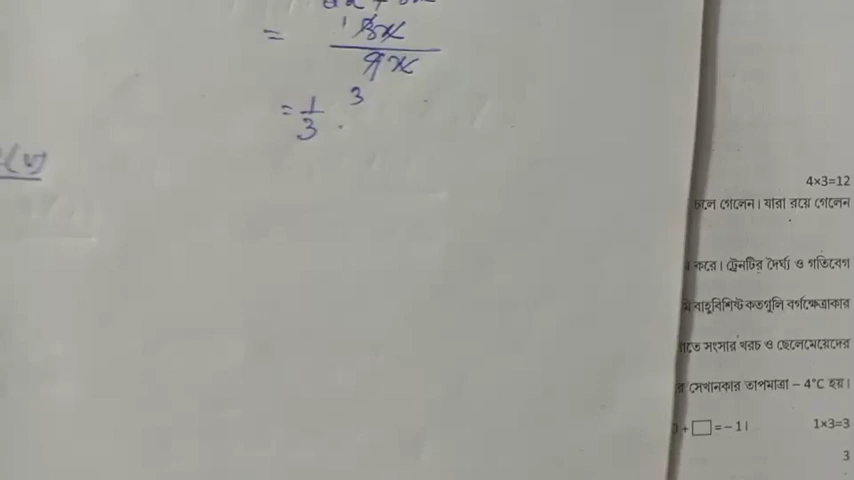 = 3x
9x
3
= 1/3 .
4×3=12
চলে গেলেন। যারা রয়ে গেলেন
করে। ট্রেনটির দৈর্ঘ্য ও গতিবেগ
বাহুবিশিষ্ট কতগুলি বর্গক্ষেত্রাকার
সংসার খরচ ও ছেলেমেয়েদের
সেখানকার তাপমাত্রা – 4°C হয়।
+ □ = – 1। 1×3=3
3